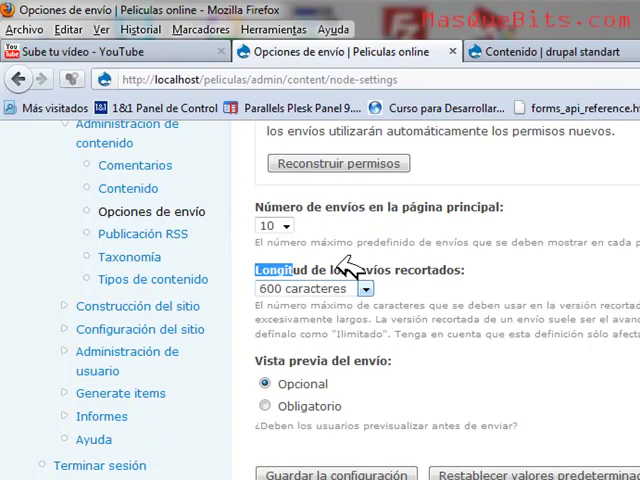 Opciones de envío | Peliculas online - Mozilla Firefox
MasQueBits.com
Archivo Editar Ver Historial Marcadores Herramientas Ayuda
Sube tu vídeo - YouTube
Opciones de envío | Peliculas online
Contenido | drupal standart
http://localhost/peliculas/admin/content/node-settings
Más visitados 1&1 Panel de Control Parallels Plesk Panel 9.... Curso para Desarrollar... forms_api_reference.ht
Administración de
contenido
Comentarios
Contenido
Opciones de envío
Publicación RSS
Taxonomía
Tipos de contenido
Construcción del sitio
Configuración del sitio
Administración de
usuario
Generate items
Informes
Ayuda
Terminar sesión
los envíos utilizarán automáticamente los permisos nuevos.
Reconstruir permisos
Número de envíos en la página principal:
10
El número máximo predefinido de envíos que se deben mostrar en cada p
Longitud de los envíos recortados:
600 caracteres
El número máximo de caracteres que se deben usar en la versión recortad
excesivamente largos. La versión recortada de un envío suele ser el avanc
defínalo como "Ilimitado". Tenga en cuenta que esta definición sólo afecta
Vista previa del envío:
Opcional
Obligatorio
¿Deben los usuarios previsualizar antes de enviar?
Guardar la configuración Restablecer valores predetermina